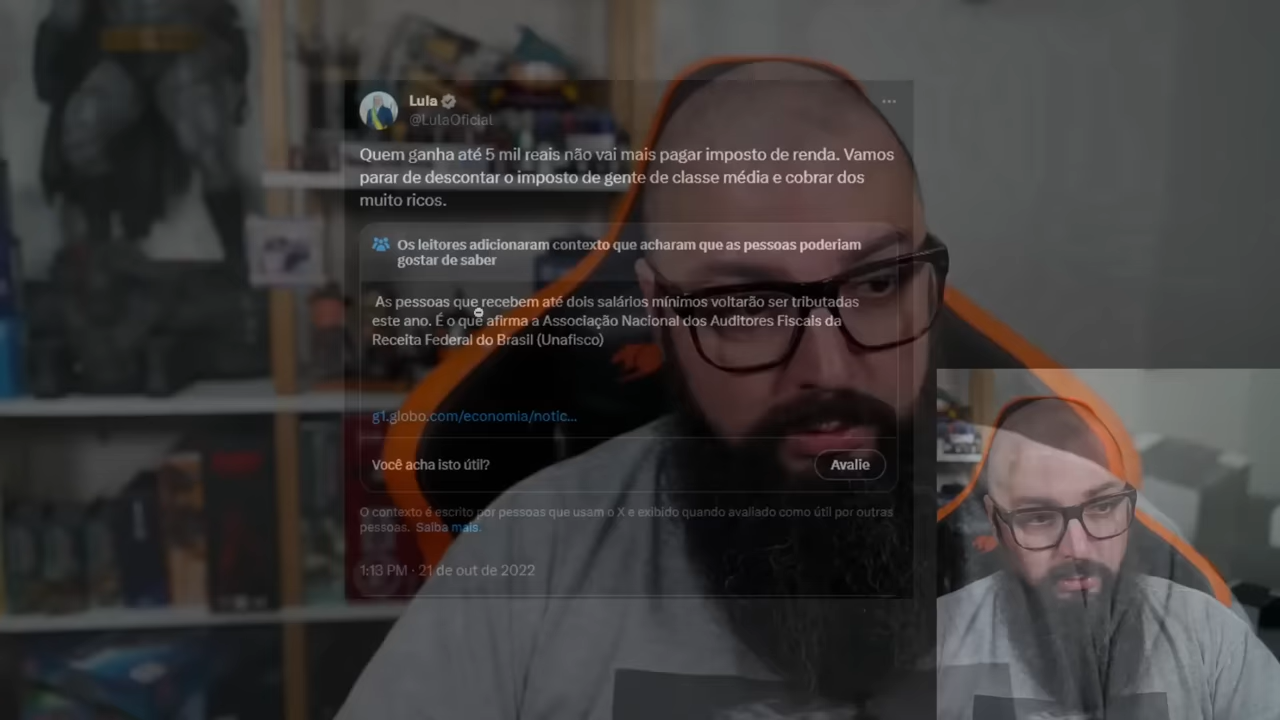 Lula
@LulaOficial
Quem ganha até 5 mil reais não vai mais pagar imposto de renda. Vamos
parar de descontar o imposto de gente de classe média e cobrar dos
muito ricos.
Os leitores adicionaram contexto que acharam que as pessoas poderiam
gostar de saber
As pessoas que recebem até dois salários mínimos voltarão ser tributadas
este ano. É o que afirma a Associação Nacional dos Auditores Fiscais da
Receita Federal do Brasil (Unafisco)
g1.globo.com/economia/notic...
Você acha isto útil?
Avalie
O contexto é escrito por pessoas que usam o X e exibido quando avaliado como útil por outras
pessoas. Saiba mais.
1:13 PM · 21 de out de 2022